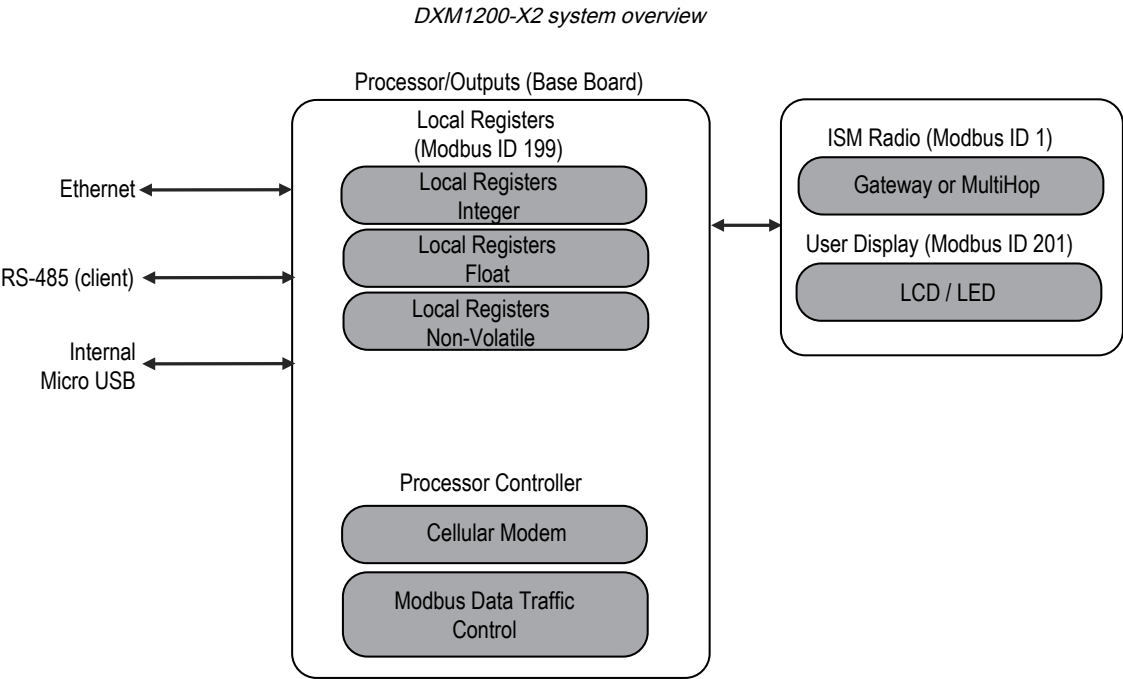 DXM1200-X2 system overview
Processor/Outputs (Base Board)
Local Registers
(Modbus ID 199)
Local Registers
Integer
Local Registers
Float
Local Registers
Non-Volatile
Processor Controller
Cellular Modem
Modbus Data Traffic
Control
Ethernet
RS-485 (client)
Internal
Micro USB
ISM Radio (Modbus ID 1)
Gateway or MultiHop
User Display (Modbus ID 201)
LCD / LED